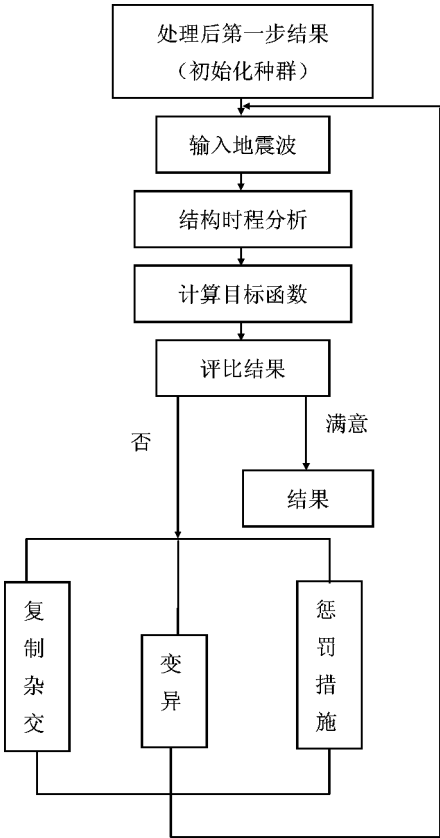 处理后第一步结果
（初始化种群）
输入地震波
结构时程分析
计算目标函数
评比结果
否
满意
结果
复制杂交
变异
惩罚措施